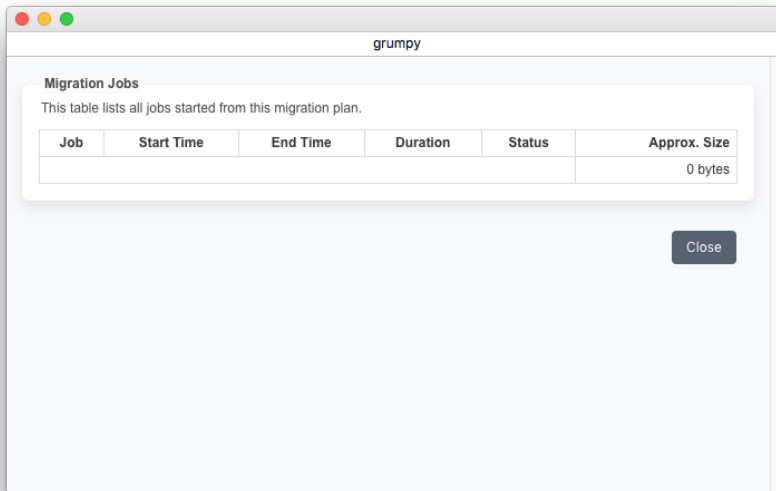 grumpy
Migration Jobs
This table lists all jobs started from this migration plan.
Job Start Time End Time Duration Status Approx. Size
0 bytes
Close